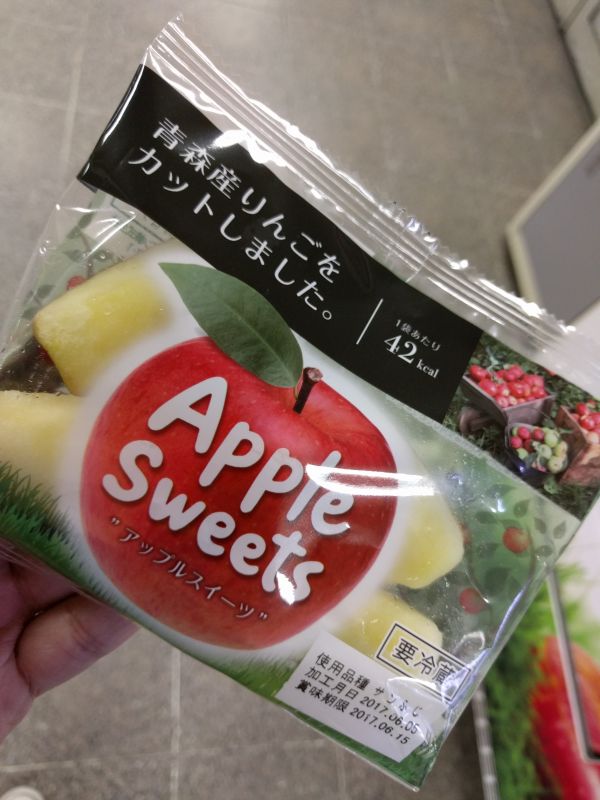 青森産りんごを
カットしました。
1袋あたり
42kcal
Apple
Sweets
"アップルスイーツ"
要冷蔵
使用品種 サンふじ
加工月日 2017.06.05
賞味期限 2017.06.15